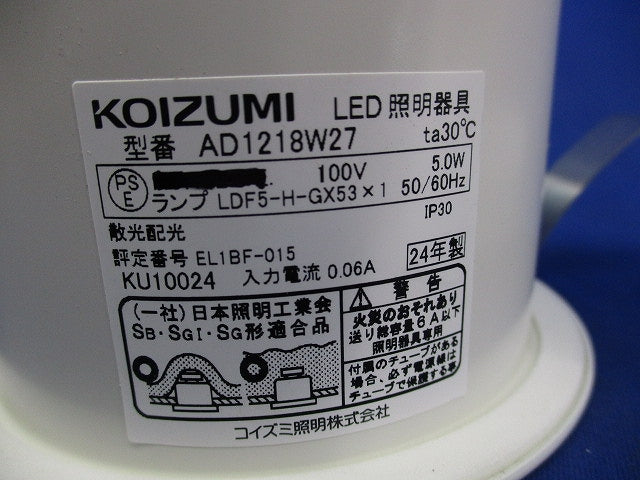 KOIZUMI LED 照明器具
型番 AD1218W27 ta30℃
PS E 100V 5.0W
ランプ LDF5-H-GX53×1 50/60Hz
IP30
散光配光
評定番号 EL1BF-015 24年製
KU10024 入力電流 0.06A
(一社)日本照明工業会
SB・SGI・SG形適合品
警告
火災のおそれあり
送り総容量6A以下
照明器具専用
付属のチューブがある
場合、必ず電源線は
チューブで保護する事
コイズミ照明株式会社